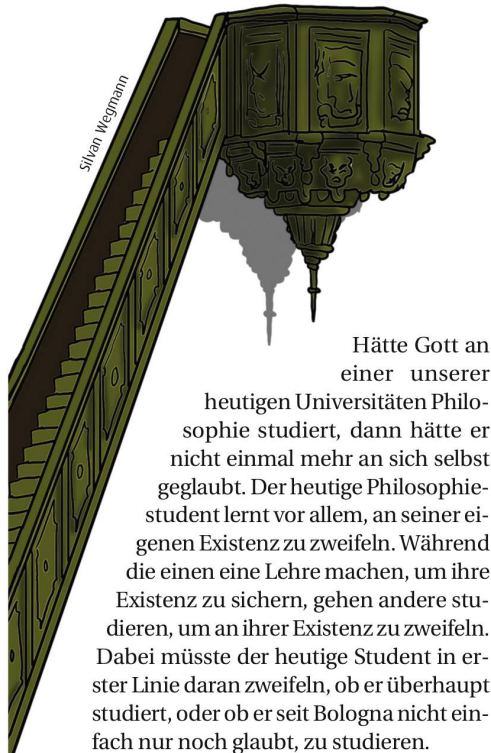 Silvan Wegmann
Hätte Gott an
einer unserer
heutigen Universitäten Philo-
sophie studiert, dann hätte er
nicht einmal mehr an sich selbst
geglaubt. Der heutige Philosophie-
student lernt vor allem, an seiner ei-
genen Existenz zu zweifeln. Während
die einen eine Lehre machen, um ihre
Existenz zu sichern, gehen andere stu-
dieren, um an ihrer Existenz zu zweifeln.
Dabei müsste der heutige Student in er-
ster Linie daran zweifeln, ob er überhaupt
studiert, oder ob er seit Bologna nicht ein-
fach nur noch glaubt, zu studieren.